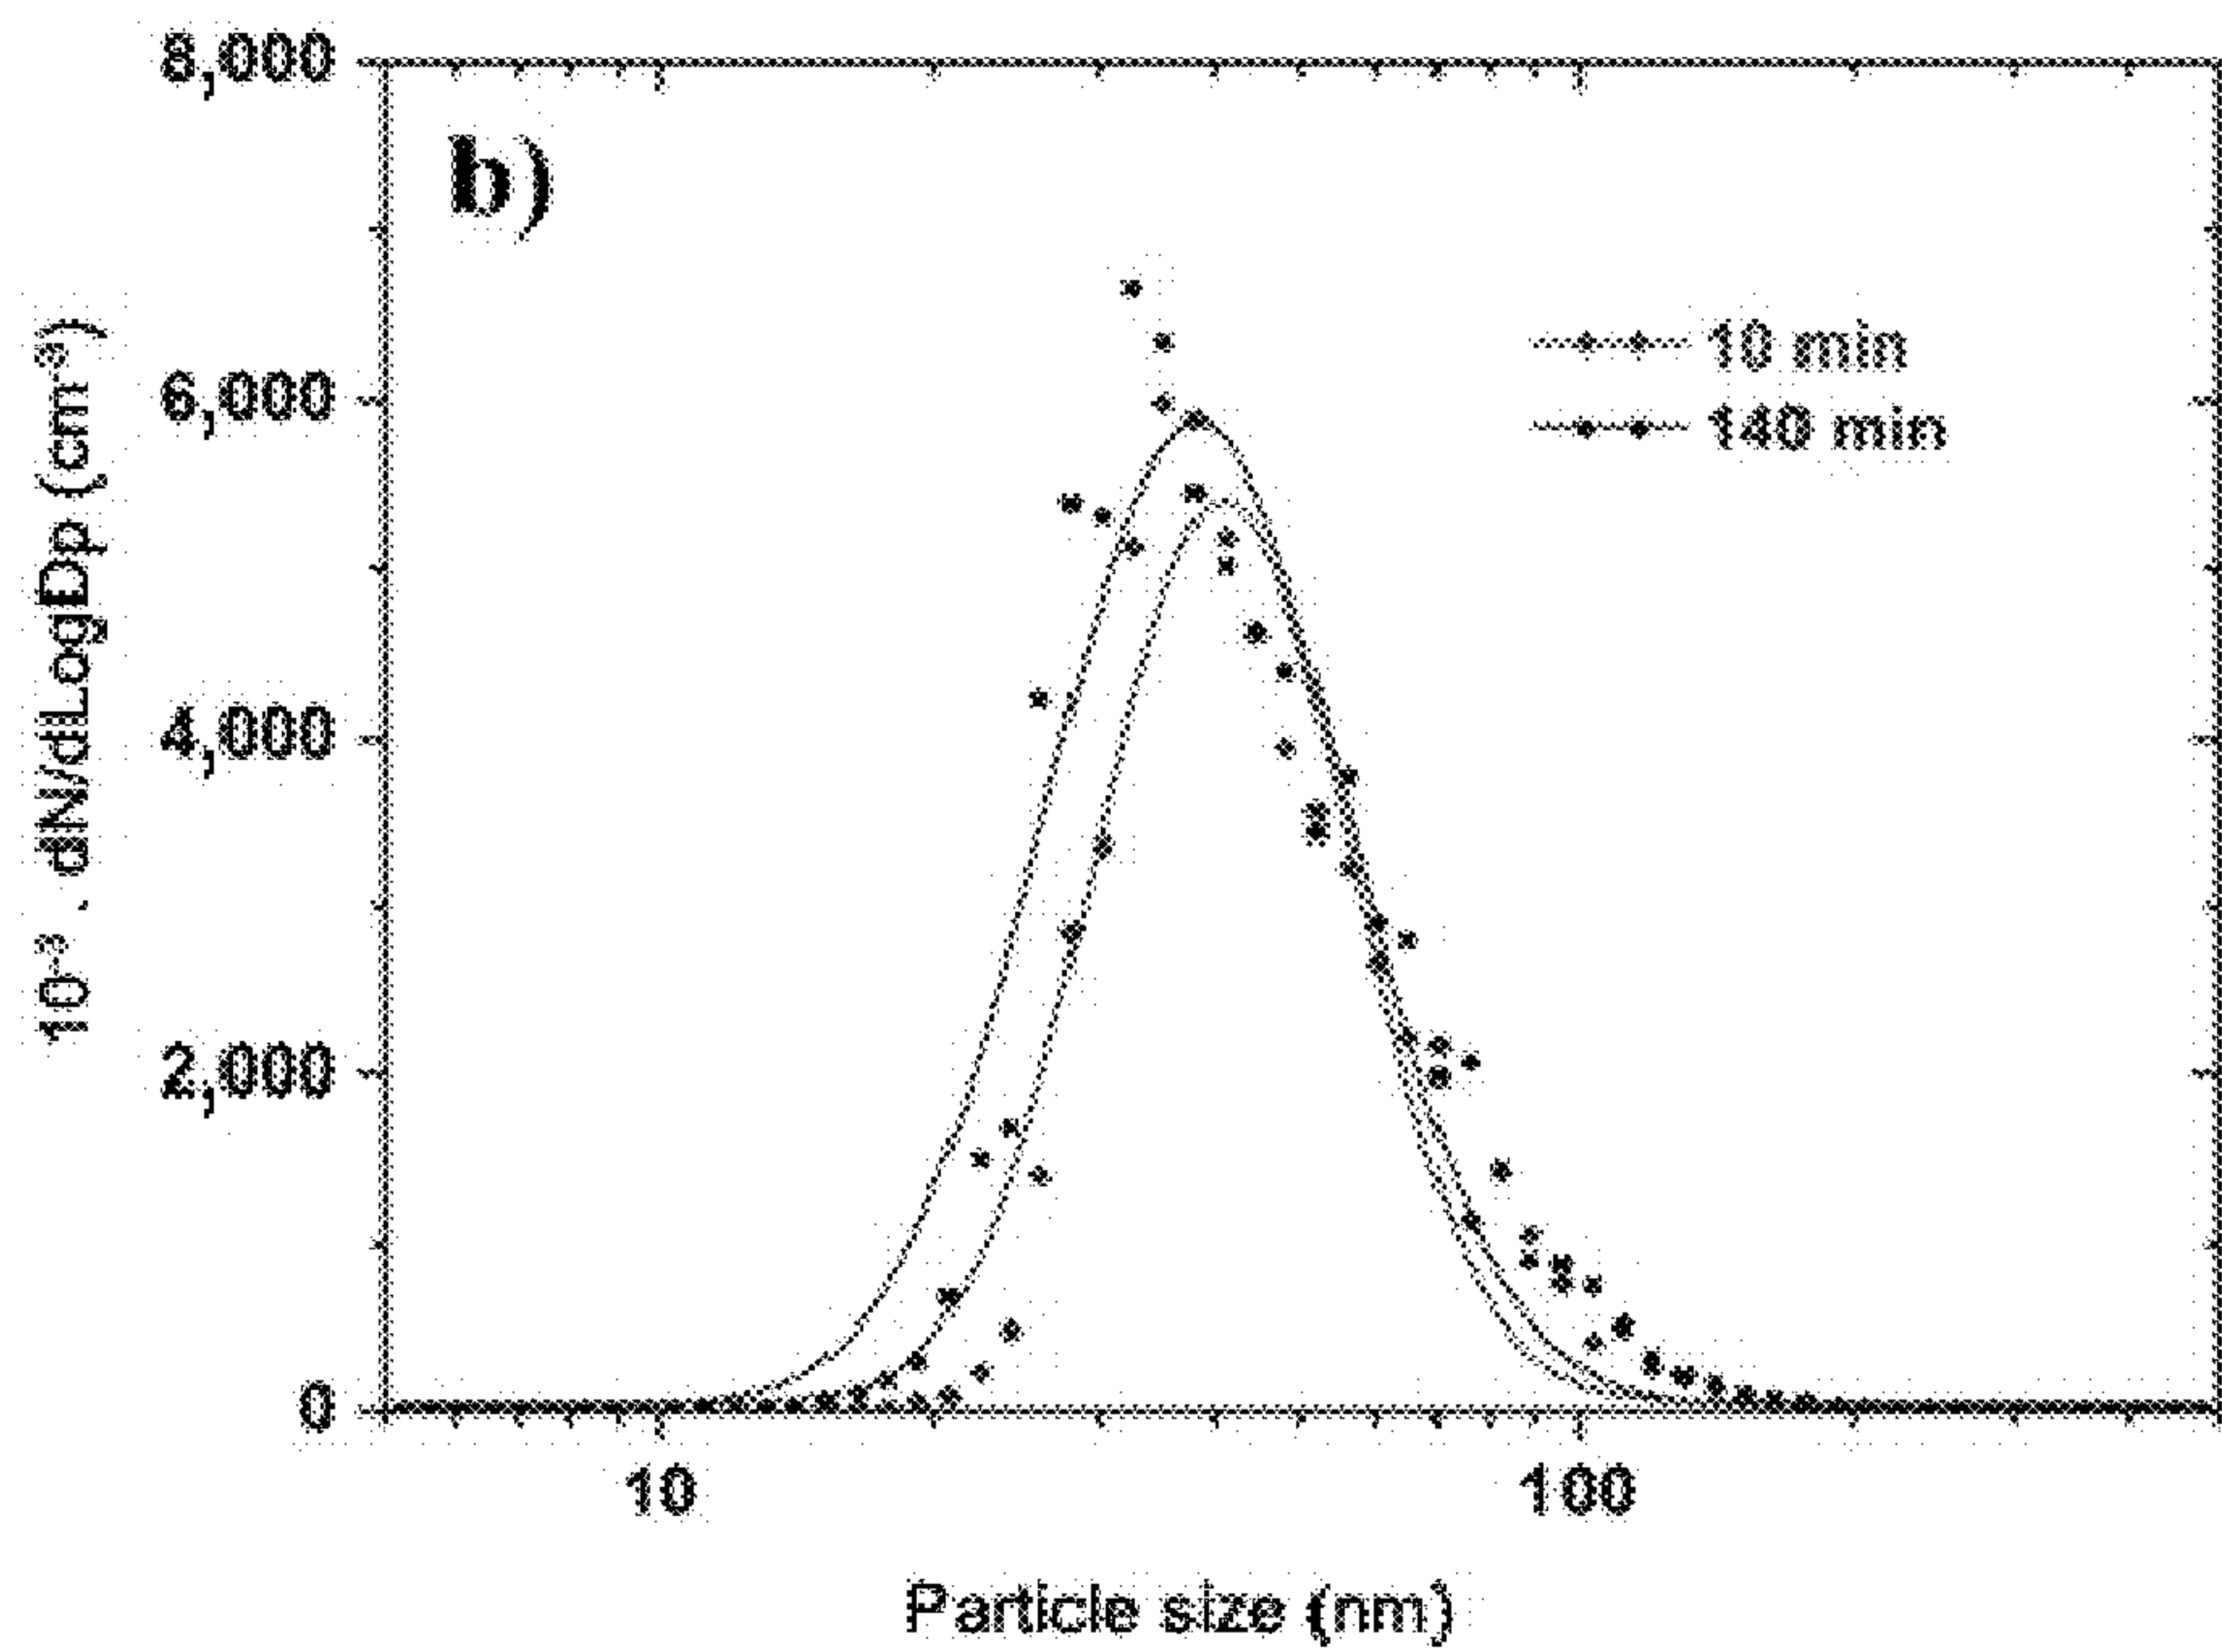 8,000
b)
10 min
140 min
6,000
4,000
2,000
0
10⁻³ . dN/dLogDp (cm⁻³)
10
100
Particle size (nm)